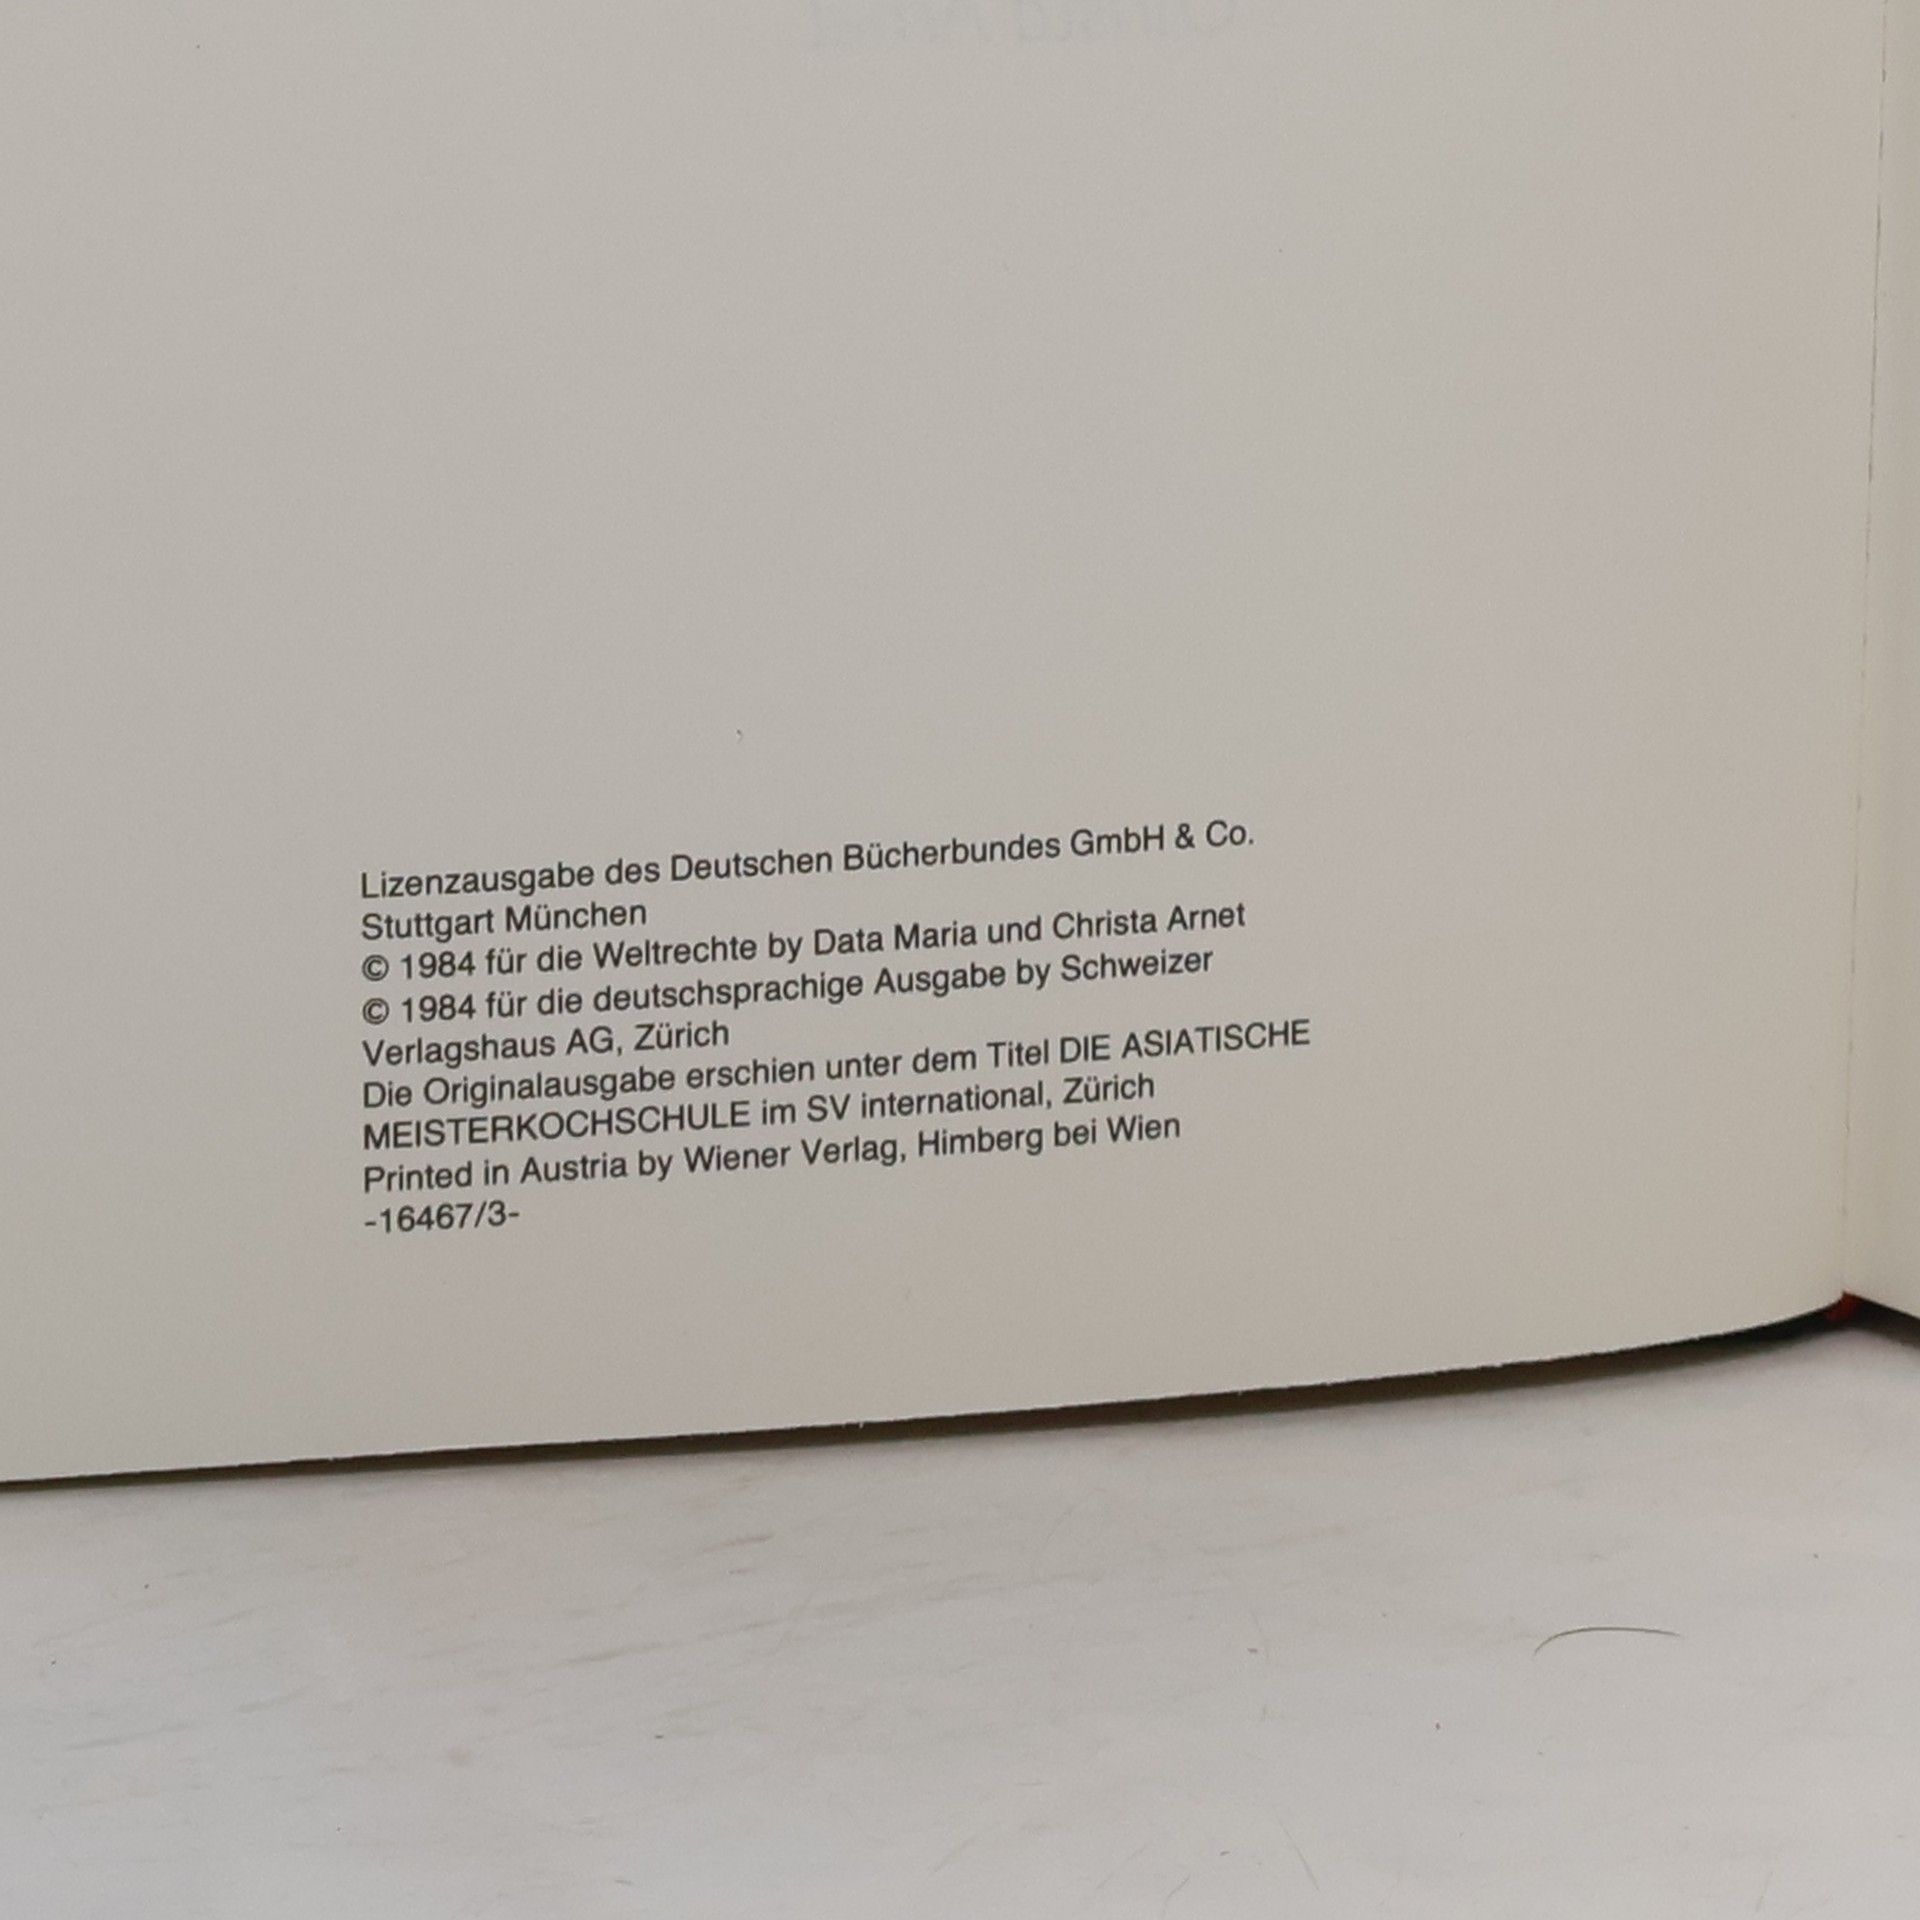 Lizenzausgabe des Deutschen Bücherbundes GmbH & Co.
Stuttgart München
© 1984 für die Weltrechte by Data Maria und Christa Arnet
© 1984 für die deutschsprachige Ausgabe by Schweizer
Verlagshaus AG, Zürich
Die Originalausgabe erschien unter dem Titel DIE ASIATISCHE
MEISTERKOCHSCHULE im SV international, Zürich
Printed in Austria by Wiener Verlag, Himberg bei Wien
-16467/3-